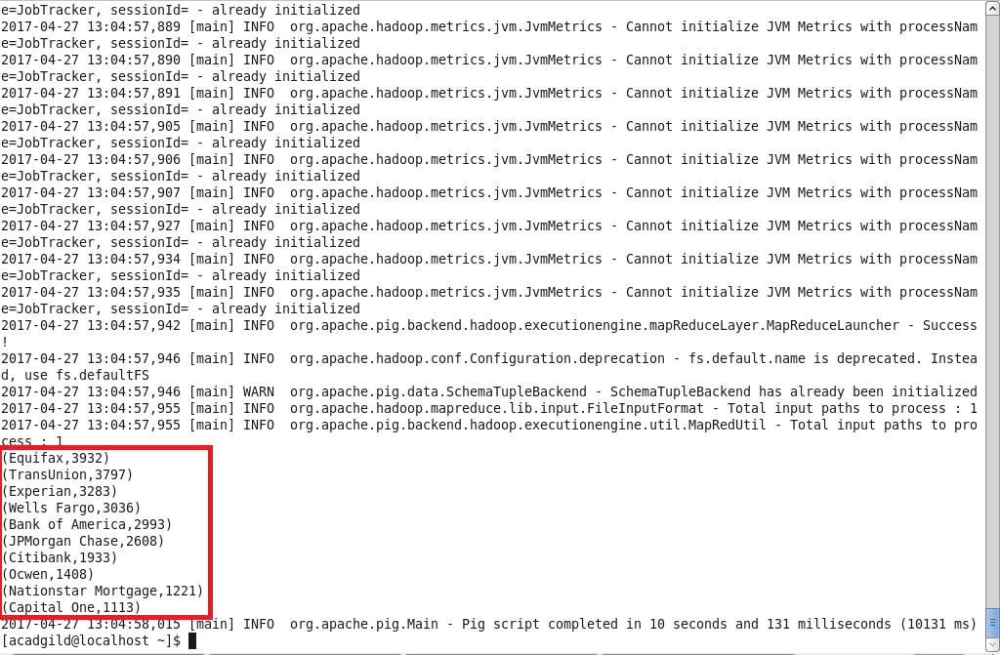 e=JobTracker, sessionId= - already initialized
2017-04-27 13:04:57,889 [main] INFO  org.apache.hadoop.metrics.jvm.JvmMetrics - Cannot initialize JVM Metrics with processNam
e=JobTracker, sessionId= - already initialized
2017-04-27 13:04:57,890 [main] INFO  org.apache.hadoop.metrics.jvm.JvmMetrics - Cannot initialize JVM Metrics with processNam
e=JobTracker, sessionId= - already initialized
2017-04-27 13:04:57,891 [main] INFO  org.apache.hadoop.metrics.jvm.JvmMetrics - Cannot initialize JVM Metrics with processNam
e=JobTracker, sessionId= - already initialized
2017-04-27 13:04:57,905 [main] INFO  org.apache.hadoop.metrics.jvm.JvmMetrics - Cannot initialize JVM Metrics with processNam
e=JobTracker, sessionId= - already initialized
2017-04-27 13:04:57,906 [main] INFO  org.apache.hadoop.metrics.jvm.JvmMetrics - Cannot initialize JVM Metrics with processNam
e=JobTracker, sessionId= - already initialized
2017-04-27 13:04:57,907 [main] INFO  org.apache.hadoop.metrics.jvm.JvmMetrics - Cannot initialize JVM Metrics with processNam
e=JobTracker, sessionId= - already initialized
2017-04-27 13:04:57,927 [main] INFO  org.apache.hadoop.metrics.jvm.JvmMetrics - Cannot initialize JVM Metrics with processNam
e=JobTracker, sessionId= - already initialized
2017-04-27 13:04:57,934 [main] INFO  org.apache.hadoop.metrics.jvm.JvmMetrics - Cannot initialize JVM Metrics with processNam
e=JobTracker, sessionId= - already initialized
2017-04-27 13:04:57,935 [main] INFO  org.apache.hadoop.metrics.jvm.JvmMetrics - Cannot initialize JVM Metrics with processNam
e=JobTracker, sessionId= - already initialized
2017-04-27 13:04:57,942 [main] INFO  org.apache.pig.backend.hadoop.executionengine.mapReduceLayer.MapReduceLauncher - Success
!
2017-04-27 13:04:57,946 [main] INFO  org.apache.hadoop.conf.Configuration.deprecation - fs.default.name is deprecated. Instea
d, use fs.defaultFS
2017-04-27 13:04:57,946 [main] WARN  org.apache.pig.data.SchemaTupleBackend - SchemaTupleBackend has already been initialized
2017-04-27 13:04:57,955 [main] INFO  org.apache.hadoop.mapreduce.lib.input.FileInputFormat - Total input paths to process : 1
2017-04-27 13:04:57,955 [main] INFO  org.apache.pig.backend.hadoop.executionengine.util.MapRedUtil - Total input paths to pro
cess : 1
(Equifax,3932)
(TransUnion,3797)
(Experian,3283)
(Wells Fargo,3036)
(Bank of America,2993)
(JPMorgan Chase,2608)
(Citibank,1933)
(Ocwen,1408)
(Nationstar Mortgage,1221)
(Capital One,1113)
2017-04-27 13:04:58,015 [main] INFO  org.apache.pig.Main - Pig script completed in 10 seconds and 131 milliseconds (10131 ms)
[acadgild@localhost ~]$